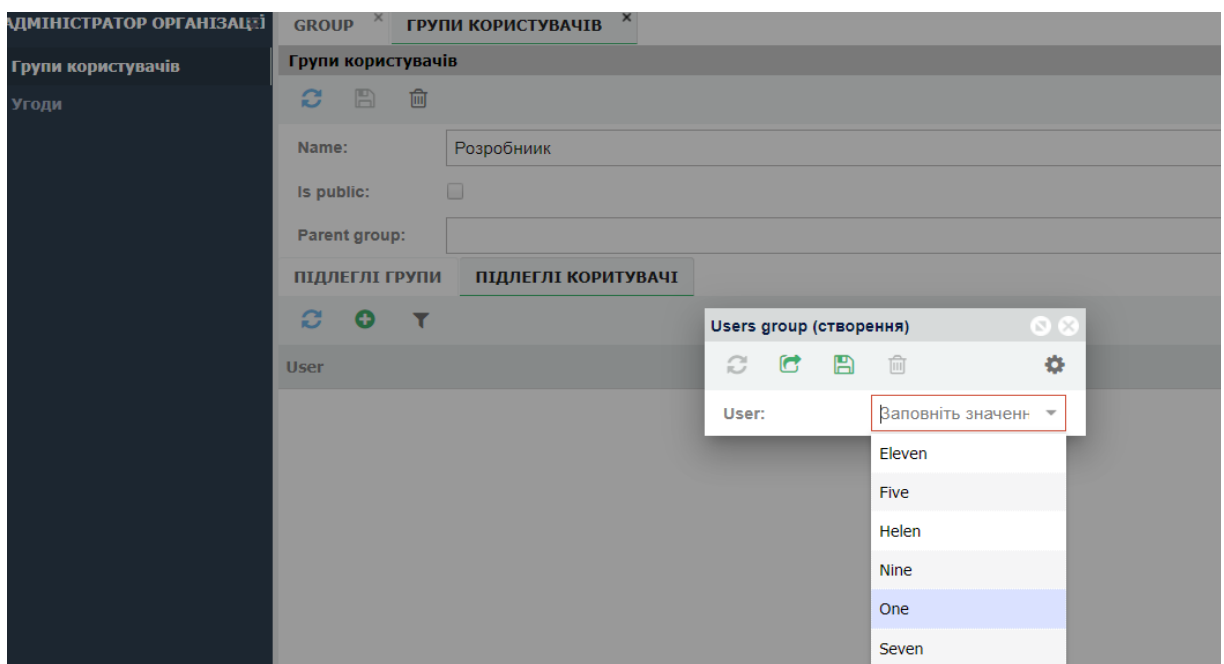 АДМІНІСТРАТОР ОРГАНІЗАЦІЇ
Групи користувачів
Угоди
GROUP × ГРУПИ КОРИСТУВАЧІВ ×
Групи користувачів
Name: Розробниик
Is public:
Parent group:
ПІДЛЕГЛІ ГРУПИ ПІДЛЕГЛІ КОРИТУВАЧІ
User
Users group (створення)
User: Заповніть значенн
Eleven
Five
Helen
Nine
One
Seven